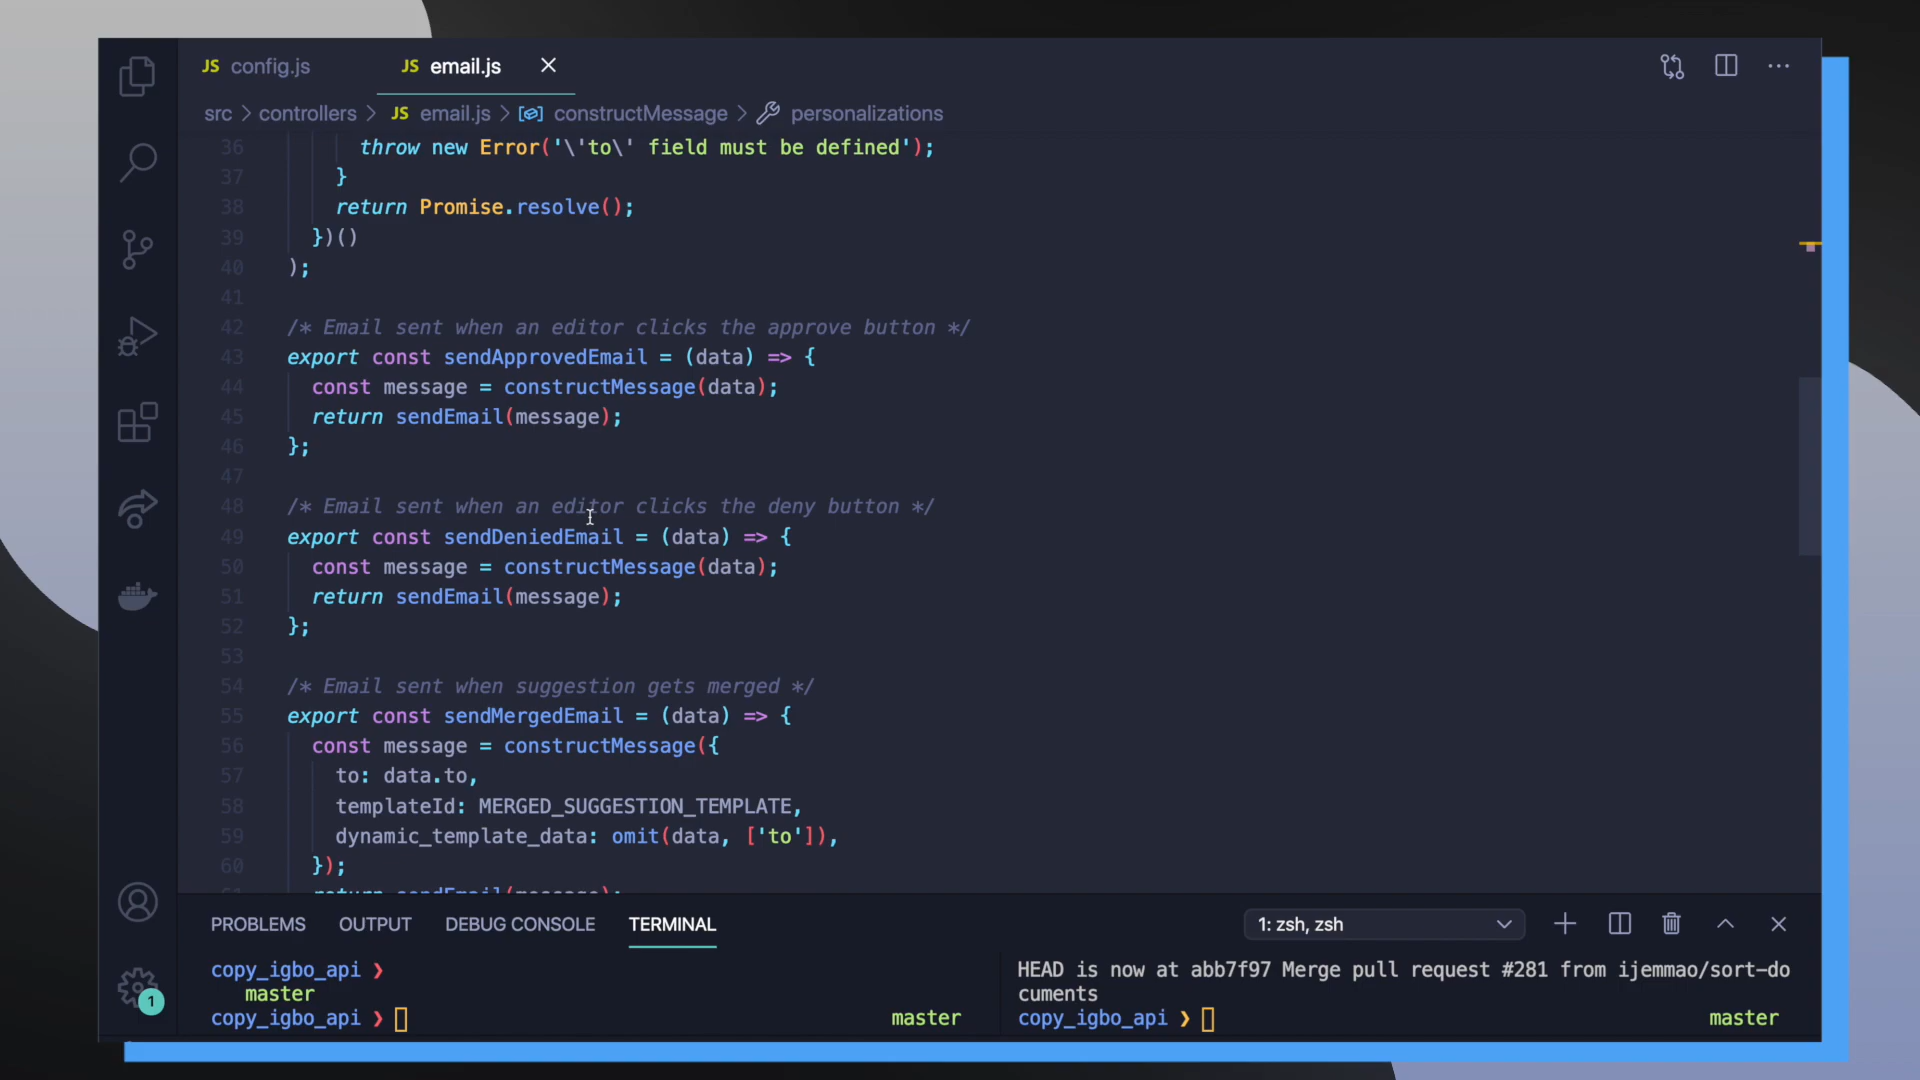 JS config.js
JS email.js
src > controllers > JS email.js > constructMessage > personalizations
36 throw new Error('\'to\' field must be defined');
37 }
38 return Promise.resolve();
39 })()
40 );
41
42 /* Email sent when an editor clicks the approve button */
43 export const sendApprovedEmail = (data) => {
44 const message = constructMessage(data);
45 return sendEmail(message);
46 };
47
48 /* Email sent when an editor clicks the deny button */
49 export const sendDeniedEmail = (data) => {
50 const message = constructMessage(data);
51 return sendEmail(message);
52 };
53
54 /* Email sent when suggestion gets merged */
55 export const sendMergedEmail = (data) => {
56 const message = constructMessage({
57 to: data.to,
58 templateId: MERGED_SUGGESTION_TEMPLATE,
59 dynamic_template_data: omit(data, ['to']),
60 });
61 return sendEmail(message);
PROBLEMS OUTPUT DEBUG CONSOLE TERMINAL 1: zsh, zsh
copy_igbo_api ❯
master
copy_igbo_api ❯ master
HEAD is now at abb7f97 Merge pull request #281 from ijemmao/sort-do
cuments
copy_igbo_api ❯ master
1